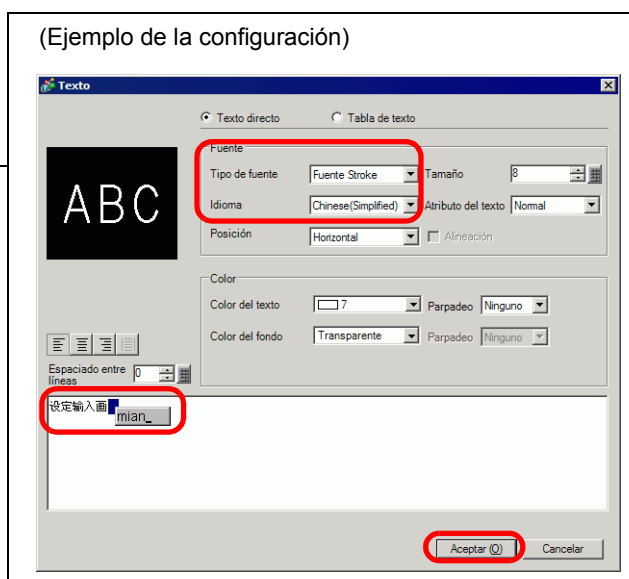 (Ejemplo de la configuración)
Texto
Texto directo Tabla de texto
Fuente
Tipo de fuente Fuente Stroke Tamaño 8
Idioma Chinese(Simplified) Atributo del texto Normal
Posición Horizontal Alineación
ABC
Color
Color del texto 7 Parpadeo Ninguno
Color del fondo Transparente Parpadeo Ninguno
Espaciado entre líneas 0
设定输入画 mian_
Aceptar (O) Cancelar